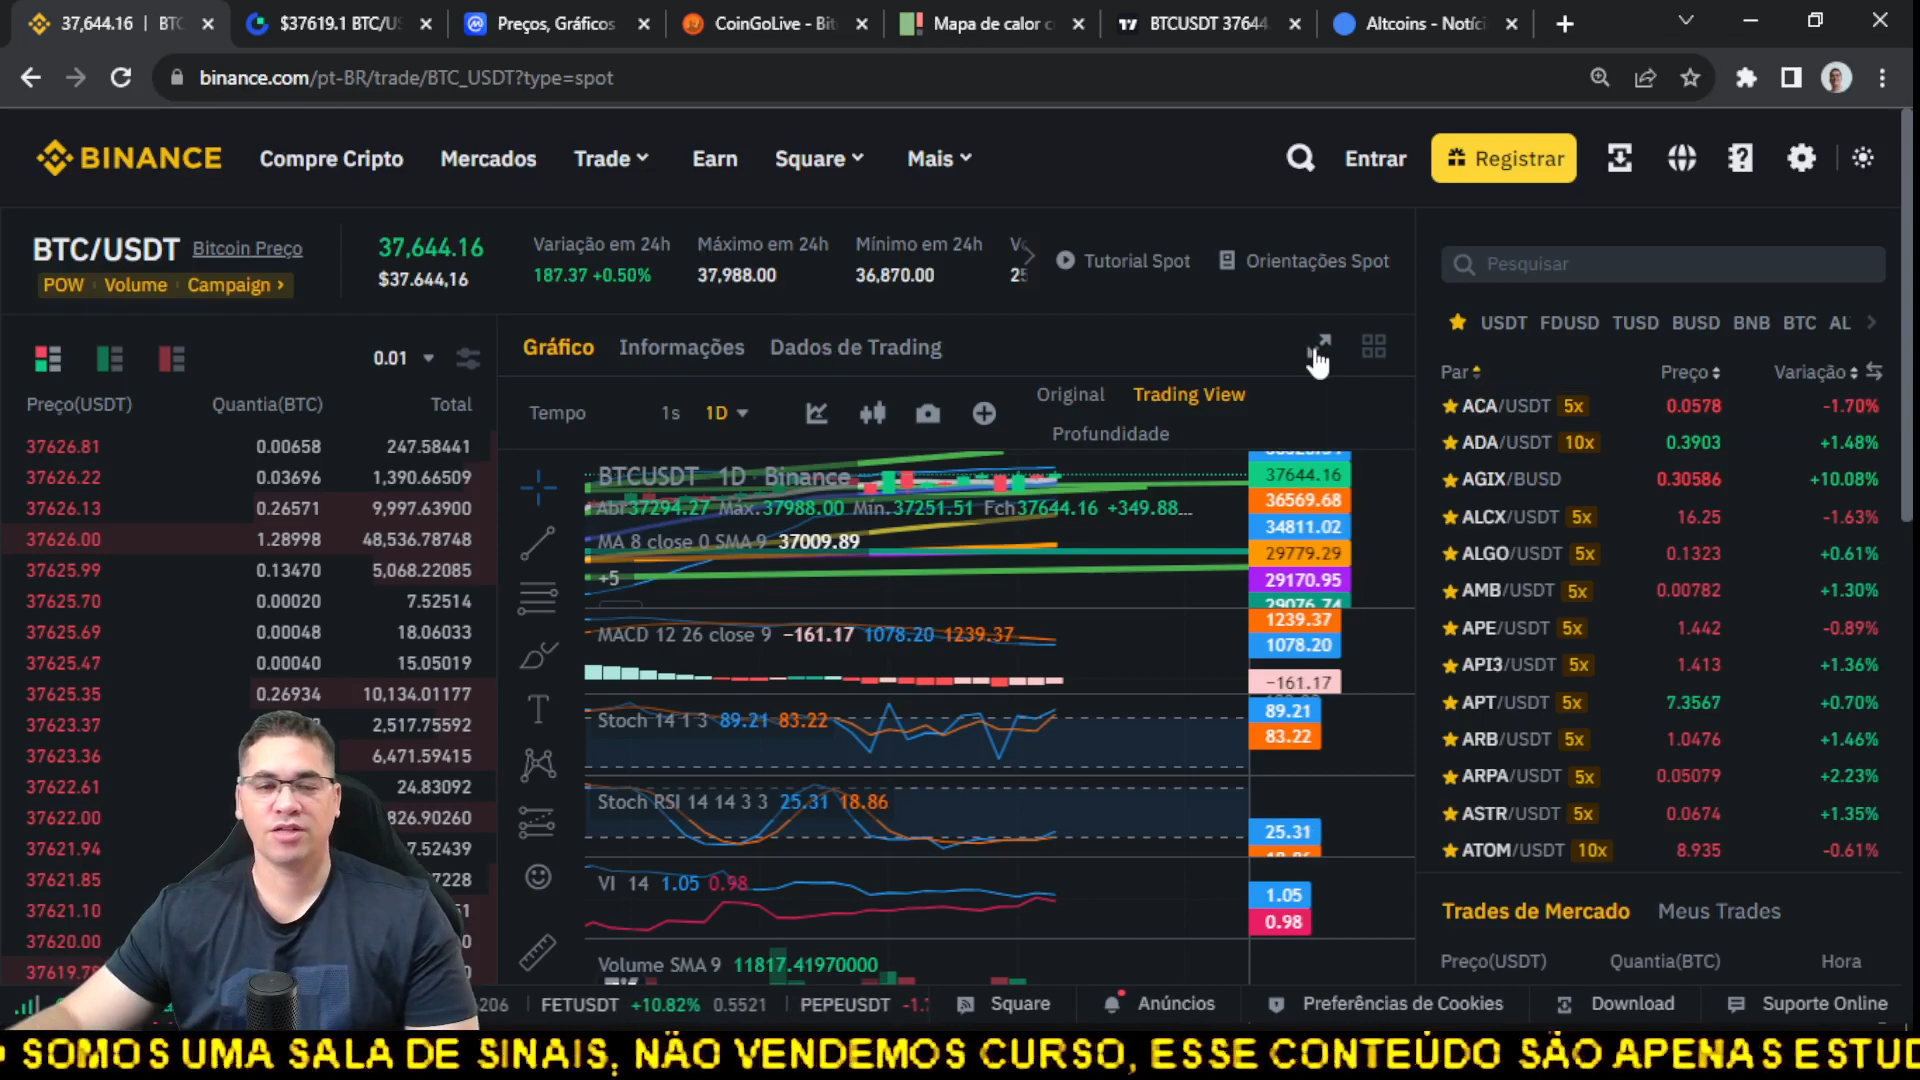 37,644.16 | BTC
$37619.1 BTC/U
Preços, Gráficos
CoinGoLive - Bit
Mapa de calor c
BTCUSDT 37644
Altcoins - Notíci
binance.com/pt-BR/trade/BTC_USDT?type=spot
BINANCE
Compre Cripto Mercados Trade Earn Square Mais
Entrar Registrar
BTC/USDT Bitcoin Preço
POW Volume Campaign
37,644.16
$37.644,16
Variação em 24h
187.37 +0.50%
Máximo em 24h
37,988.00
Mínimo em 24h
36,870.00
Tutorial Spot
Orientações Spot
0.01
Preço(USDT) Quantia(BTC) Total
37626.81 0.00658 247.58441
37626.22 0.03696 1,390.66509
37626.13 0.26571 9,997.63900
37626.00 1.28998 48,536.78748
37625.99 0.13470 5,068.22085
37625.70 0.00020 7.52514
37625.69 0.00048 18.06033
37625.47 0.00040 15.05019
37625.35 0.26934 10,134.01177
37623.37 2,517.75592
37623.36 6,471.59415
37622.61 24.83092
37622.00 826.90260
37621.94 7.52439
37621.85 7228
37621.10
37620.00
Gráfico Informações Dados de Trading
Tempo 1s 1D
Original Trading View
Profundidade
BTCUSDT 1D Binance
Abr37294.27 Máx.37988.00 Mín.37251.51 Fch37644.16 +349.88...
MA 8 close 0 SMA 9 37009.89
+5
37644.16
36569.68
34811.02
29779.29
29170.95
29076.74
MACD 12 26 close 9 −161.17 1078.20 1239.37
1239.37
1078.20
−161.17
Stoch 14 1 3 89.21 83.22
89.21
83.22
Stoch RSI 14 14 3 3 25.31 18.86
25.31
VI 14 1.05 0.98
1.05
0.98
Volume SMA 9 11817.41970000
Pesquisar
USDT FDUSD TUSD BUSD BNB BTC AL
Par Preço Variação
ACA/USDT 5x 0.0578 -1.70%
ADA/USDT 10x 0.3903 +1.48%
AGIX/BUSD 0.30586 +10.08%
ALCX/USDT 5x 16.25 -1.63%
ALGO/USDT 5x 0.1323 +0.61%
AMB/USDT 5x 0.00782 +1.30%
APE/USDT 5x 1.442 -0.89%
API3/USDT 5x 1.413 +1.36%
APT/USDT 5x 7.3567 +0.70%
ARB/USDT 5x 1.0476 +1.46%
ARPA/USDT 5x 0.05079 +2.23%
ASTR/USDT 5x 0.0674 +1.35%
ATOM/USDT 10x 8.935 -0.61%
Trades de Mercado Meus Trades
Preço(USDT) Quantia(BTC) Hora
206 FETUSDT +10.82% 0.5521 PEPEUSDT
Square Anúncios Preferências de Cookies Download Suporte Online
SOMOS UMA SALA DE SINAIS, NÃO VENDEMOS CURSO, ESSE CONTEÚDO SÃO APENAS ESTUD